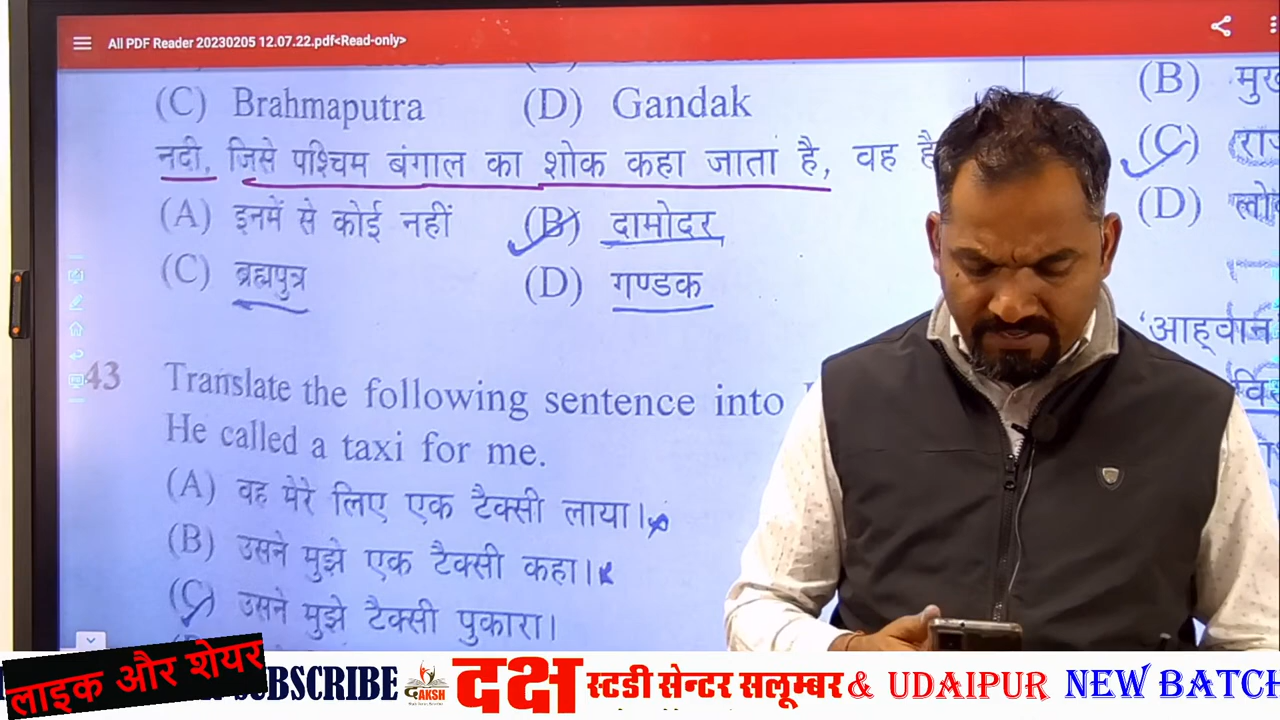 All PDF Reader 20230205 12.07.22.pdf<Read-only>
(C) Brahmaputra (D) Gandak
नदी, जिसे पश्चिम बंगाल का शोक कहा जाता है, वह
(A) इनमें से कोई नहीं (B) दामोदर
(C) ब्रह्मपुत्र (D) गण्डक
43 Translate the following sentence into
He called a taxi for me.
(A) वह मेरे लिए एक टैक्सी लाया।
(B) उसने मुझे एक टैक्सी कहा।
(C) उसने मुझे टैक्सी पुकारा।
(B)
(C)
(D)
'आह्वान'
लाइक और शेयर
SUBSCRIBE
DAKSH
दक्ष
स्टडी सेन्टर सलूम्बर & UDAIPUR NEW BATCH